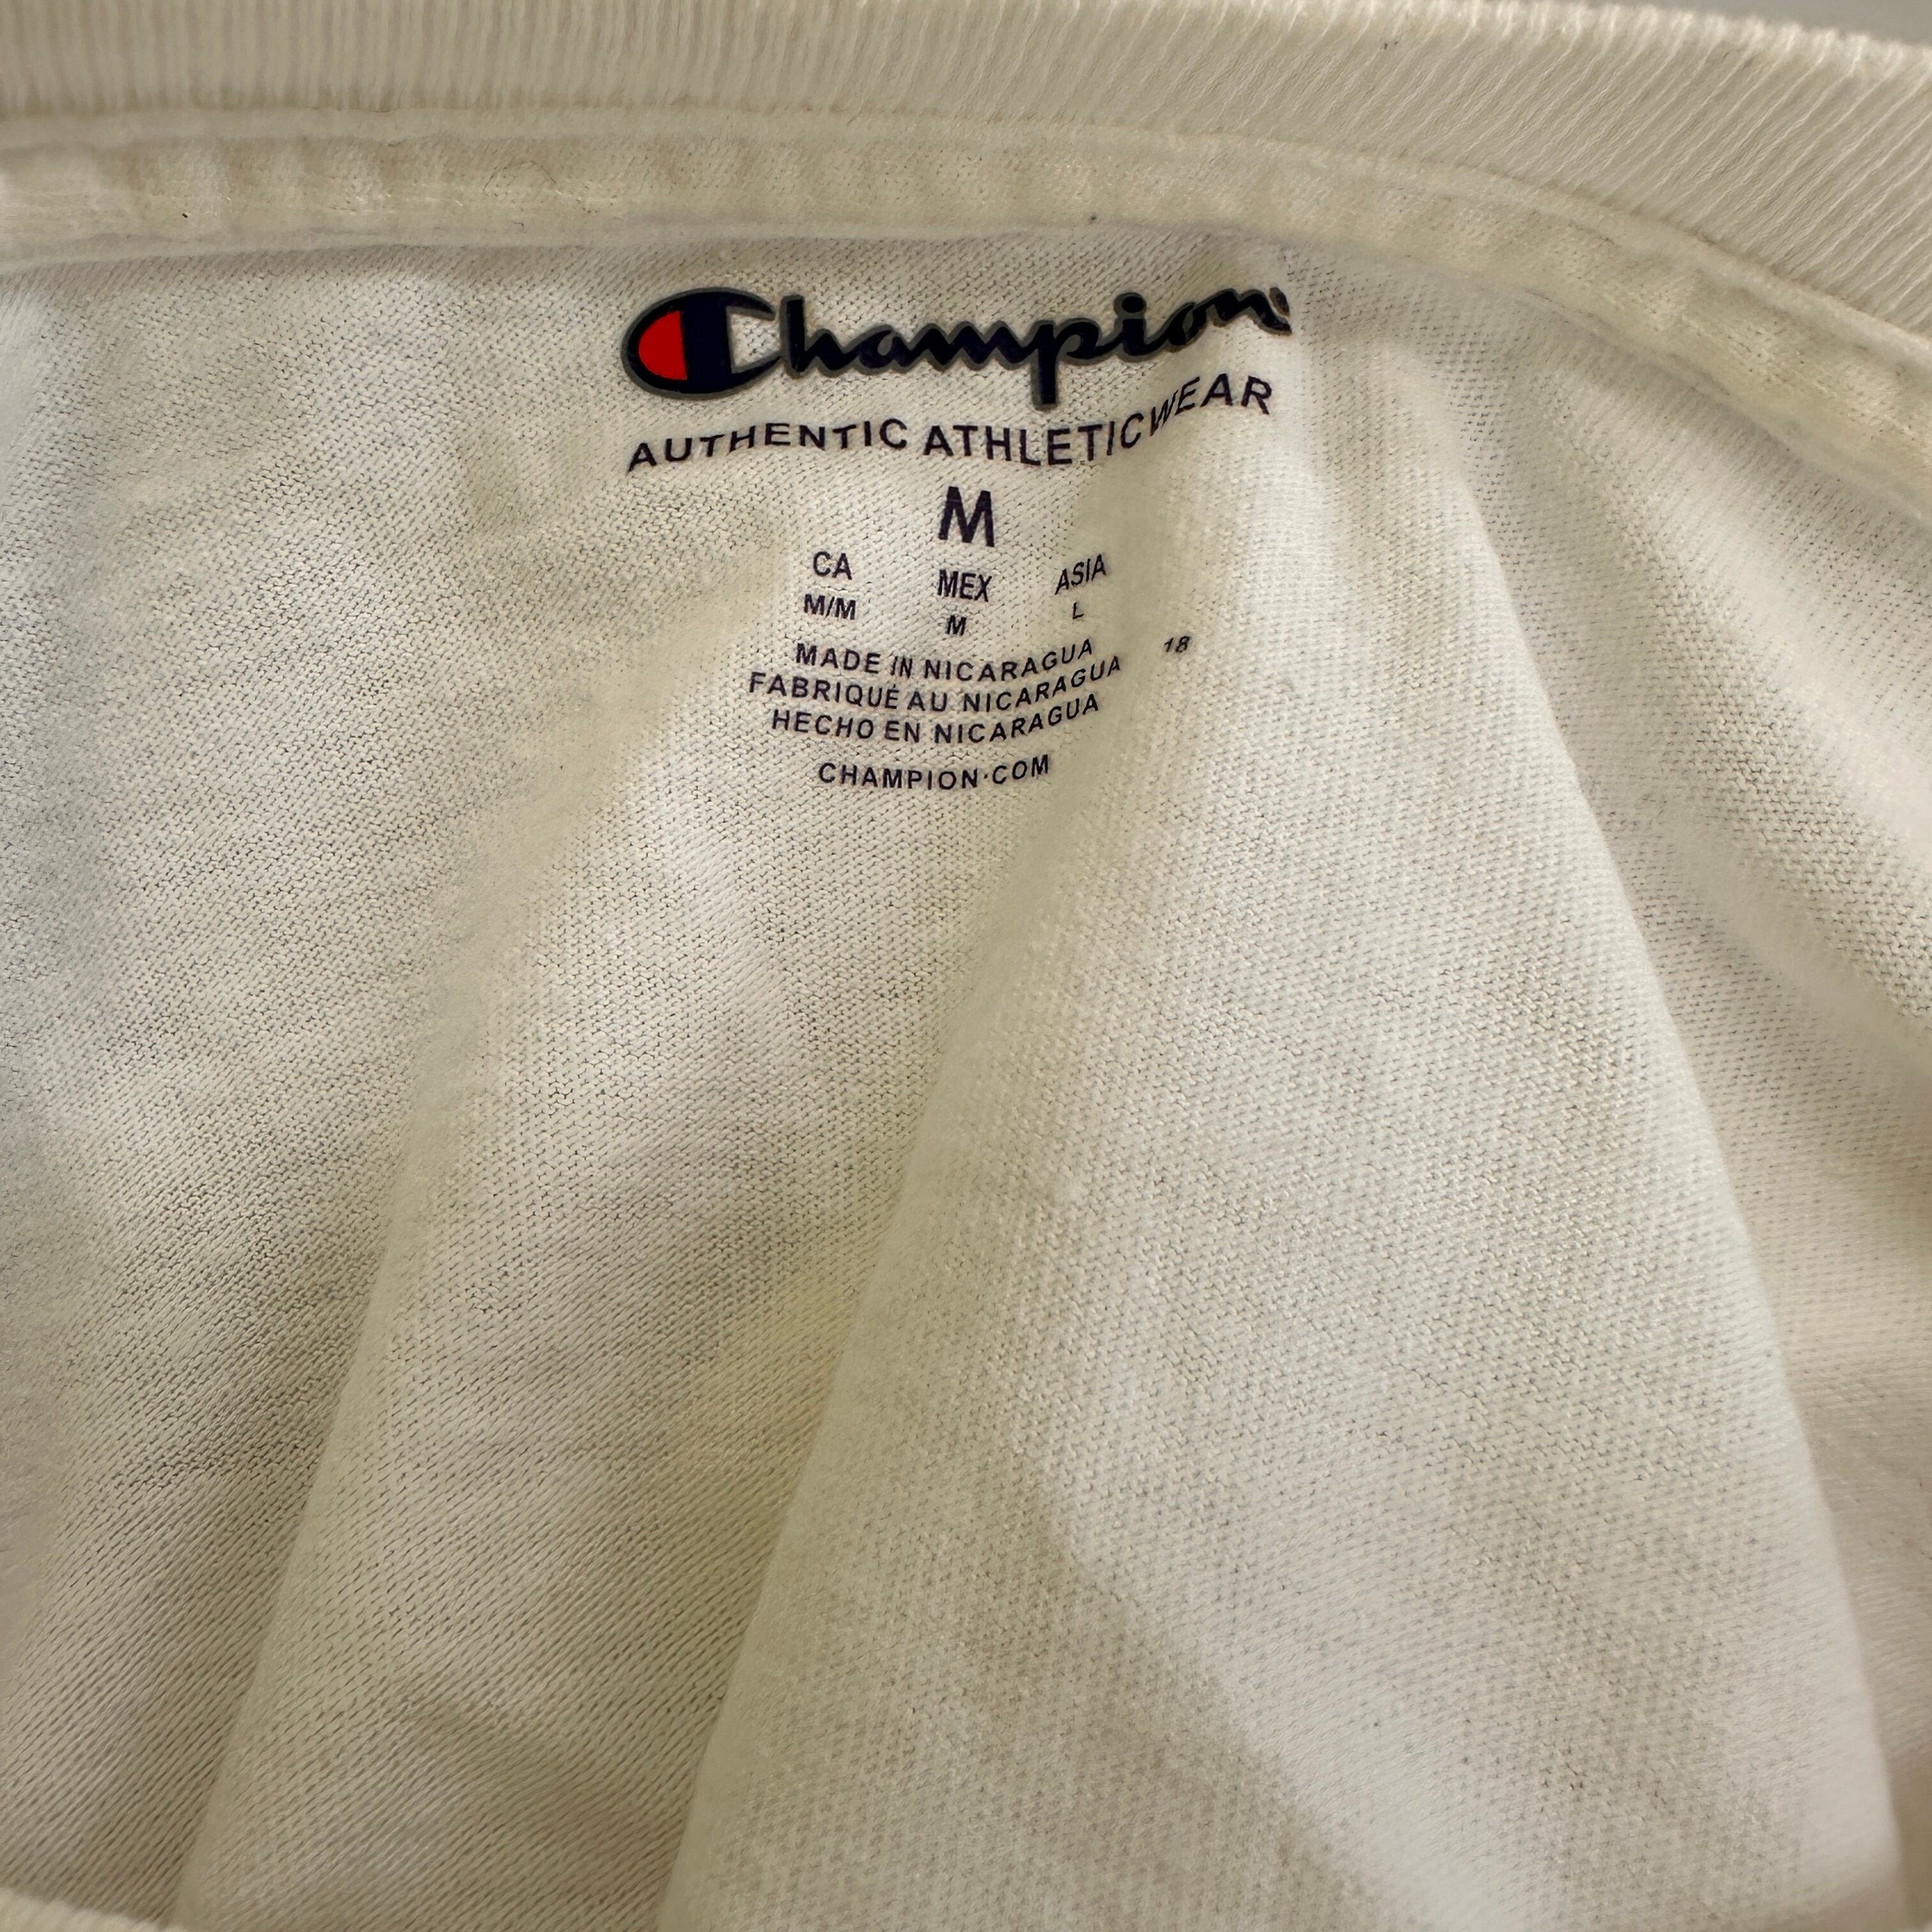 Champion
AUTHENTIC ATHLETICWEAR
M
CA MEX ASIA
M/M M L
MADE IN NICARAGUA 18
FABRIQUÉ AU NICARAGUA
HECHO EN NICARAGUA
CHAMPION.COM